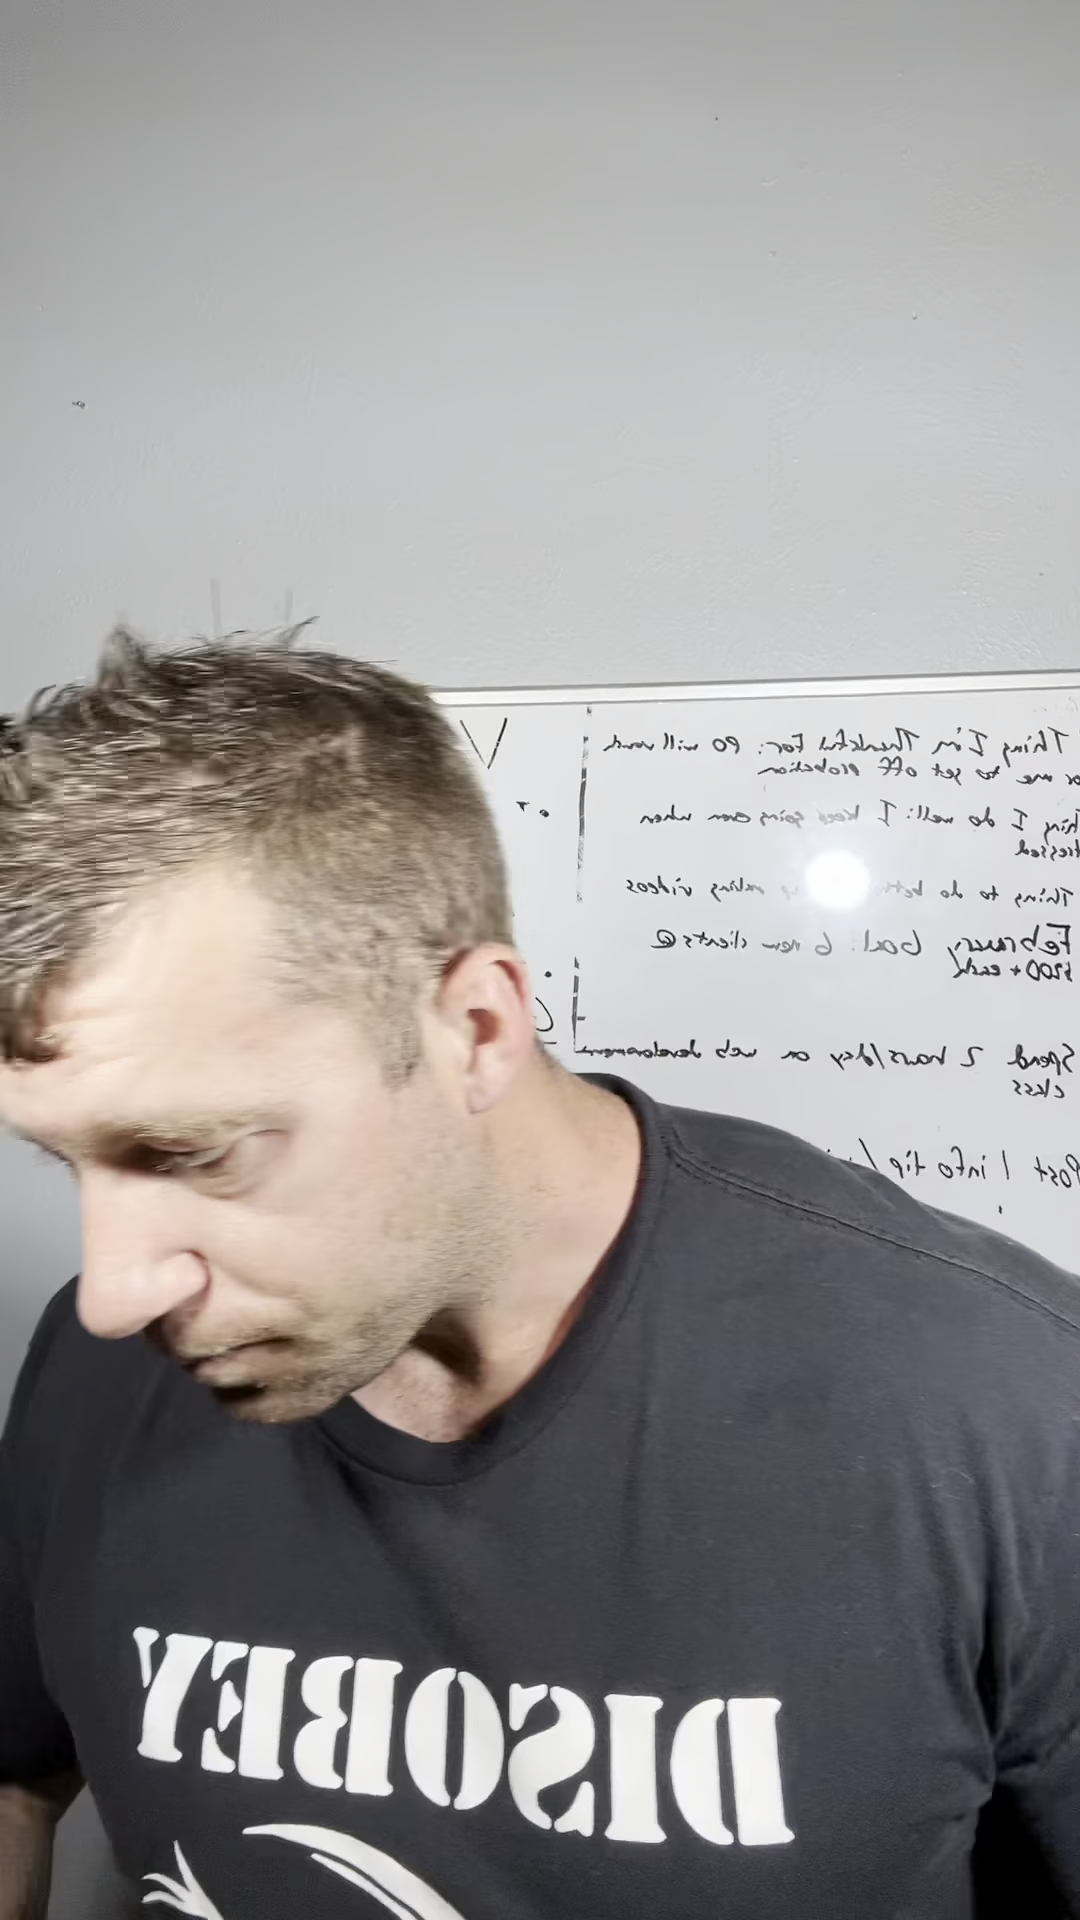 Thing I'm Thankful For: PO will work
me to get off probation
Thing I do well: I keep going even when
stressed
Thing to do better: making videos
February Goal: 6 new clients @
$200+ each
Spend 2 hours/day on web development
class
Post 1 info tip/
DISOBEY